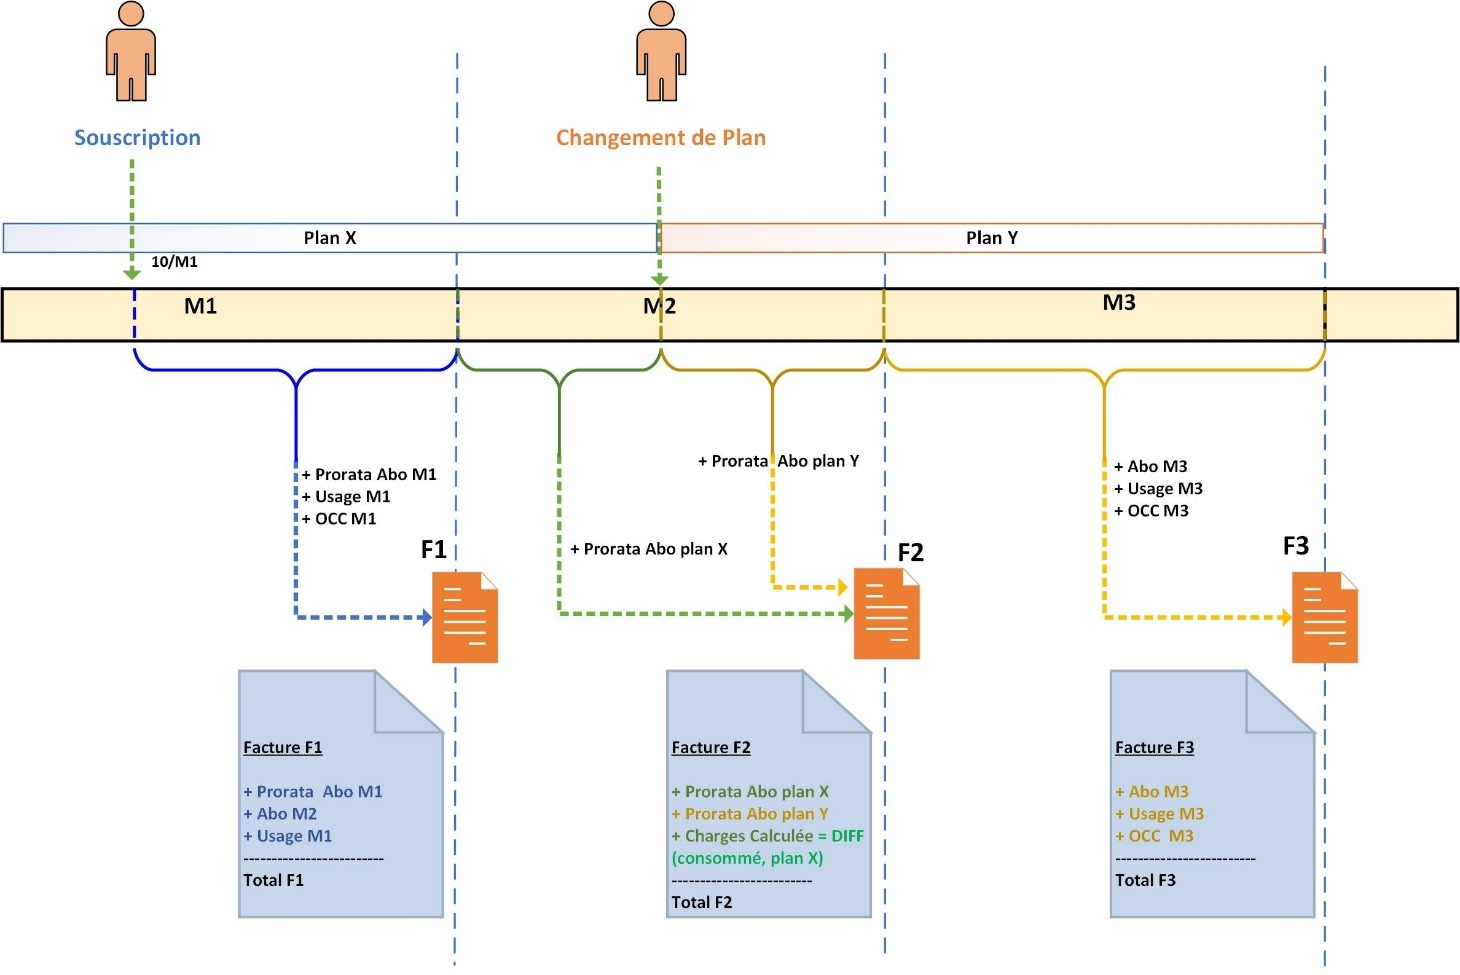 Souscription
Changement de Plan
Plan X
Plan Y
10/M1
M1
M2
M3
+ Prorata Abo M1
+ Usage M1
+ OCC M1
+ Prorata Abo plan X
+ Prorata Abo plan Y
+ Abo M3
+ Usage M3
+ OCC M3
F1
F2
F3
Facture F1
+ Prorata Abo M1
+ Abo M2
+ Usage M1
-------------------------
Total F1
Facture F2
+ Prorata Abo plan X
+ Prorata Abo plan Y
+ Charges Calculée = DIFF
(consommé, plan X)
-------------------------
Total F2
Facture F3
+ Abo M3
+ Usage M3
+ OCC M3
-------------------------
Total F3